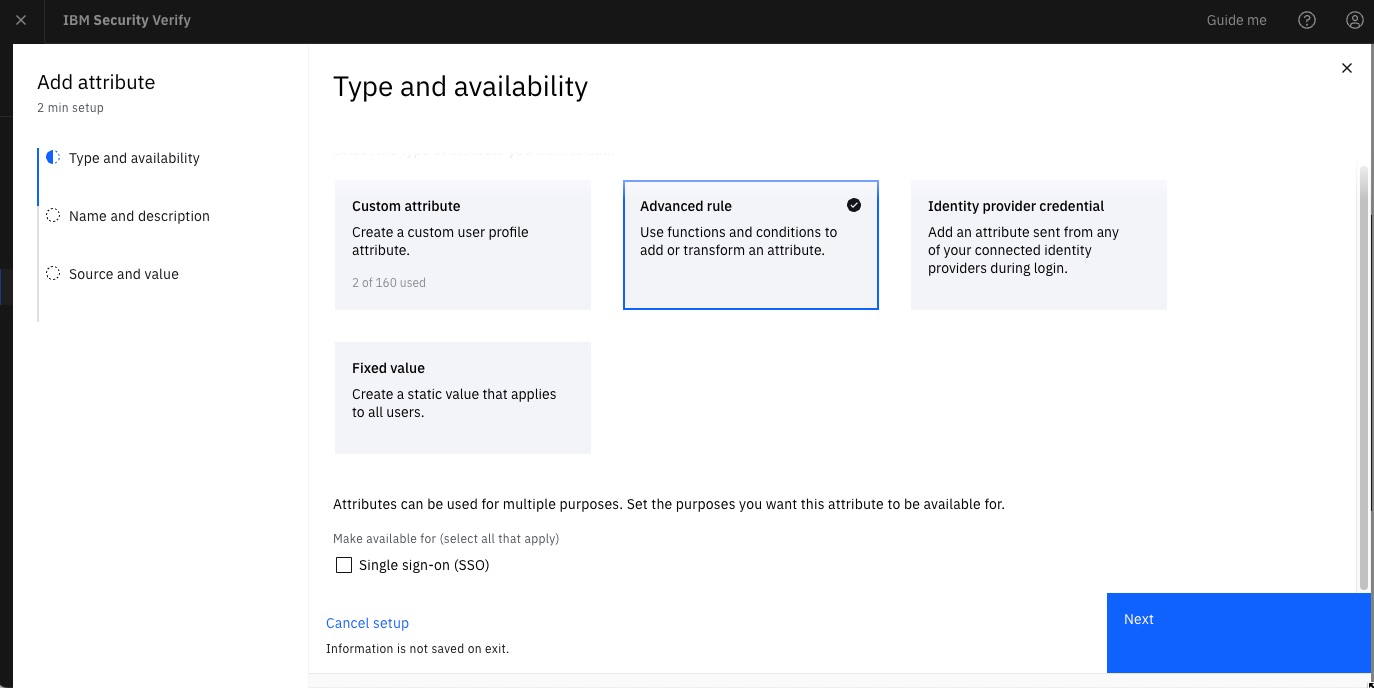 IBM Security Verify
Guide me
Add attribute
2 min setup
Type and availability
Name and description
Source and value
Type and availability
Custom attribute
Create a custom user profile
attribute.
2 of 160 used
Advanced rule
Use functions and conditions to
add or transform an attribute.
Identity provider credential
Add an attribute sent from any
of your connected identity
providers during login.
Fixed value
Create a static value that applies
to all users.
Attributes can be used for multiple purposes. Set the purposes you want this attribute to be available for.
Make available for (select all that apply)
Single sign-on (SSO)
Cancel setup
Information is not saved on exit.
Next